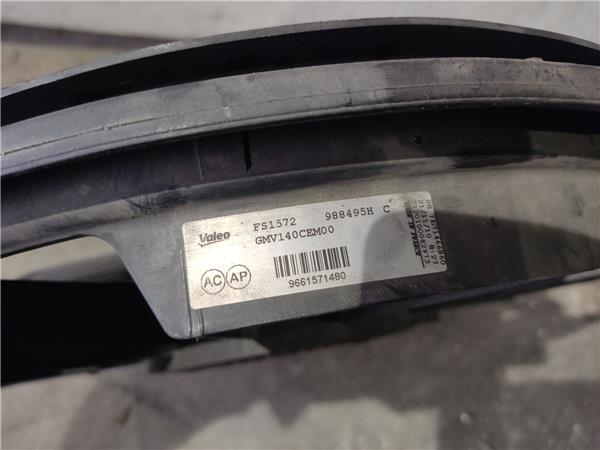 Valeo
FS1572 988495H C
GMV140CEM00
AC AP
9661571480